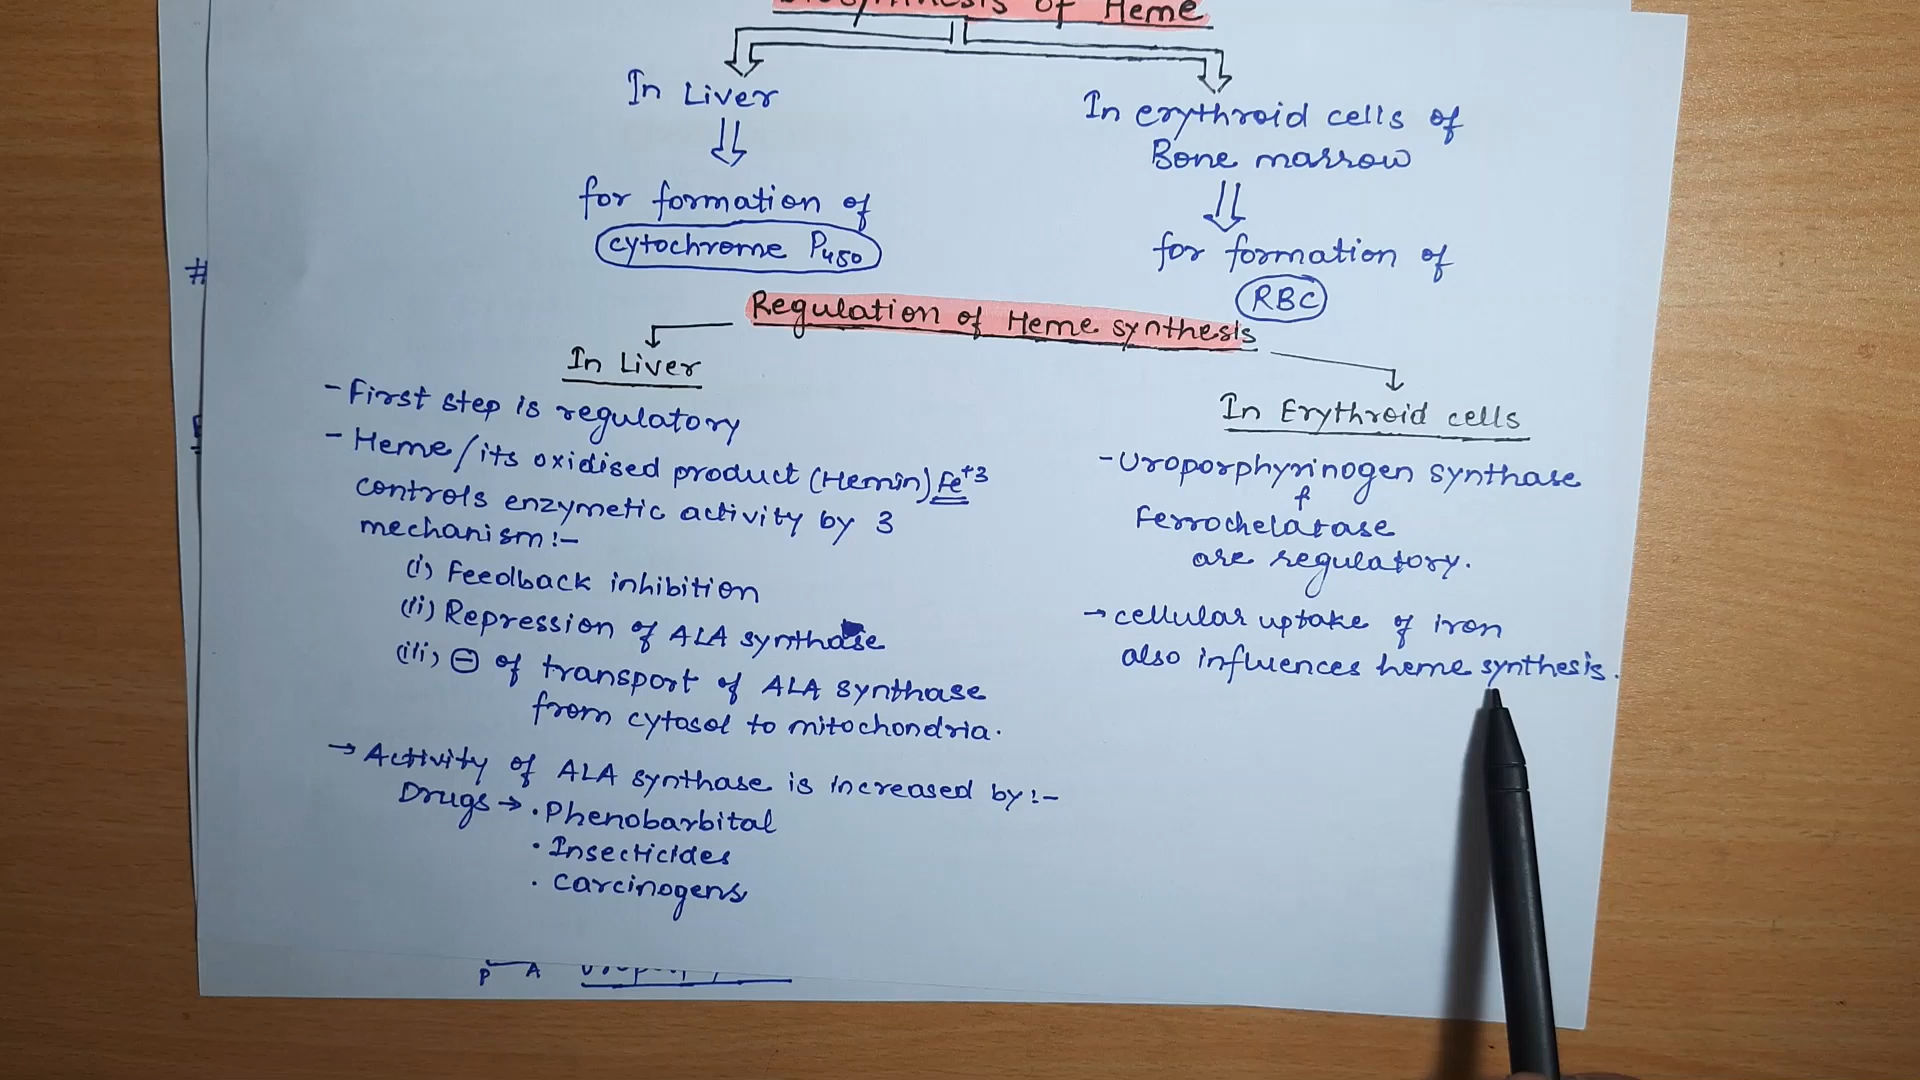 Biosynthesis of Heme
In Liver
for formation of
cytochrome P450
In erythroid cells of
Bone marrow
for formation of
RBC
Regulation of Heme synthesis
In Liver
- First step is regulatory
- Heme/its oxidised product (Hemin) Fe+3
controls enzymetic activity by 3
mechanism:-
(i) Feedback inhibition
(ii) Repression of ALA synthase
(iii) ⊖ of transport of ALA synthase
from cytosol to mitochondria.
→ Activity of ALA synthase is increased by:-
Drugs → • Phenobarbital
• Insecticides
• Carcinogens
In Erythroid cells
- Uroporphyrinogen synthase
&
Ferrochelatase
are regulatory.
→ cellular uptake of iron
also influences heme synthesis.
#
P A